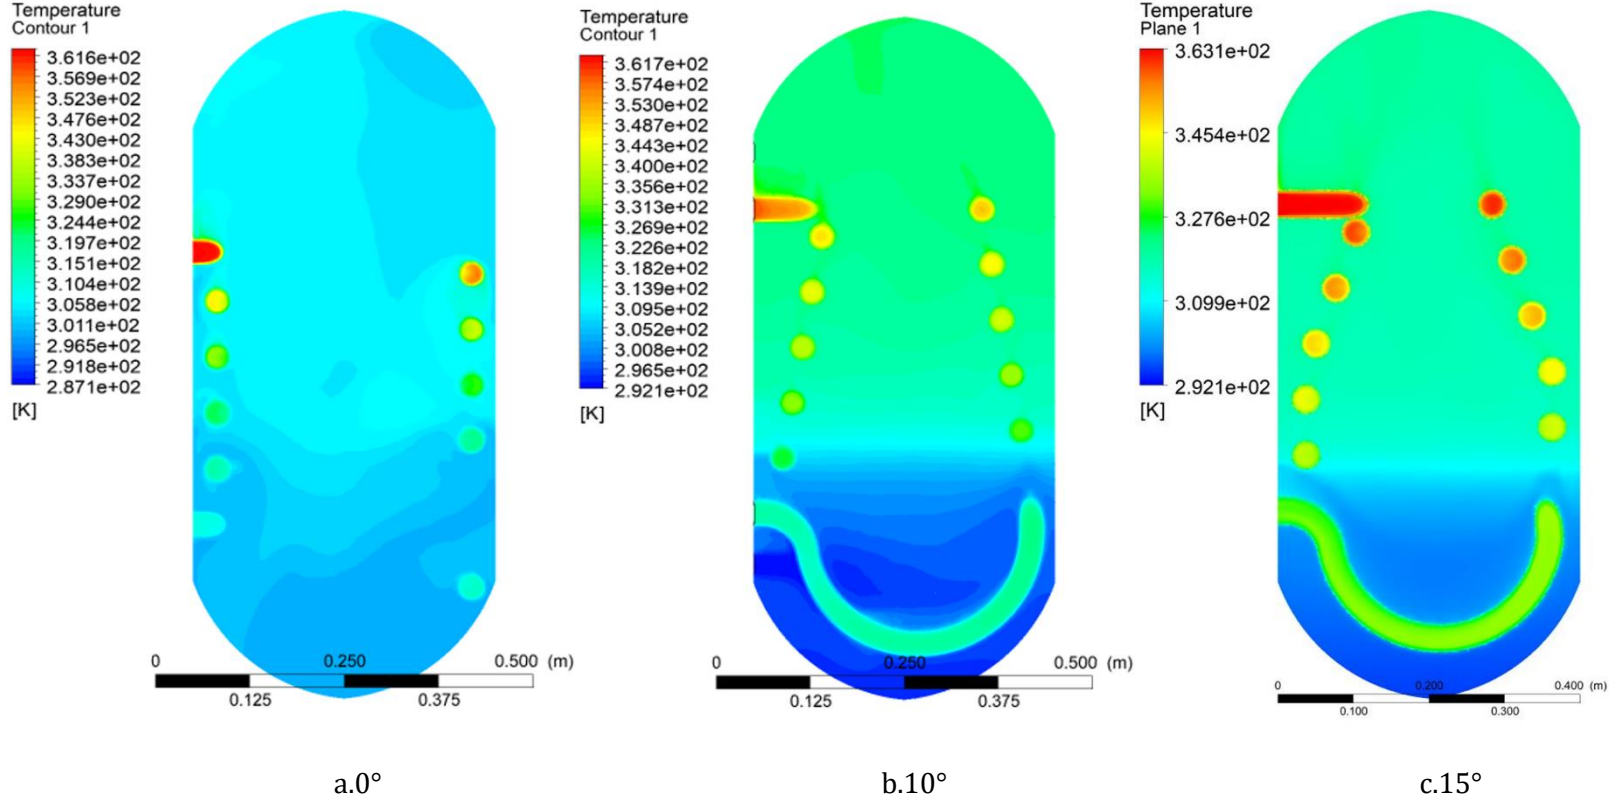 Temperature
Contour 1
3.616e+02
3.569e+02
3.523e+02
3.476e+02
3.430e+02
3.383e+02
3.337e+02
3.290e+02
3.244e+02
3.197e+02
3.151e+02
3.104e+02
3.058e+02
3.011e+02
2.965e+02
2.918e+02
2.871e+02
[K]
0 0.250 0.500 (m)
0.125 0.375
a.0°
Temperature
Contour 1
3.617e+02
3.574e+02
3.530e+02
3.487e+02
3.443e+02
3.400e+02
3.356e+02
3.313e+02
3.269e+02
3.226e+02
3.182e+02
3.139e+02
3.095e+02
3.052e+02
3.008e+02
2.965e+02
2.921e+02
[K]
0 0.250 0.500 (m)
0.125 0.375
b.10°
Temperature
Plane 1
3.631e+02
3.454e+02
3.276e+02
3.099e+02
2.921e+02
[K]
0 0.200 0.400 (m)
0.100 0.300
c.15°